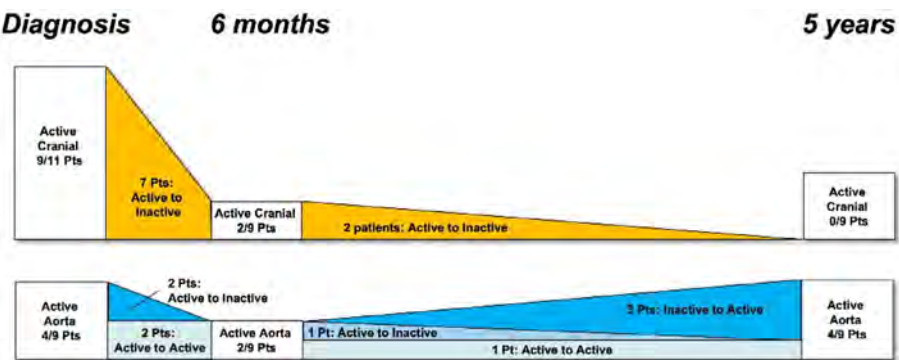 Diagnosis 6 months 5 years
Active
Cranial
9/11 Pts
7 Pts:
Active to
Inactive
Active Cranial
2/9 Pts
2 patients: Active to Inactive
Active
Cranial
0/9 Pts
Active
Aorta
4/9 Pts
2 Pts:
Active to Inactive
2 Pts:
Active to Active
Active Aorta
2/9 Pts
3 Pts: Inactive to Active
1 Pt: Active to Inactive
1 Pt: Active to Active
Active
Aorta
4/9 Pts